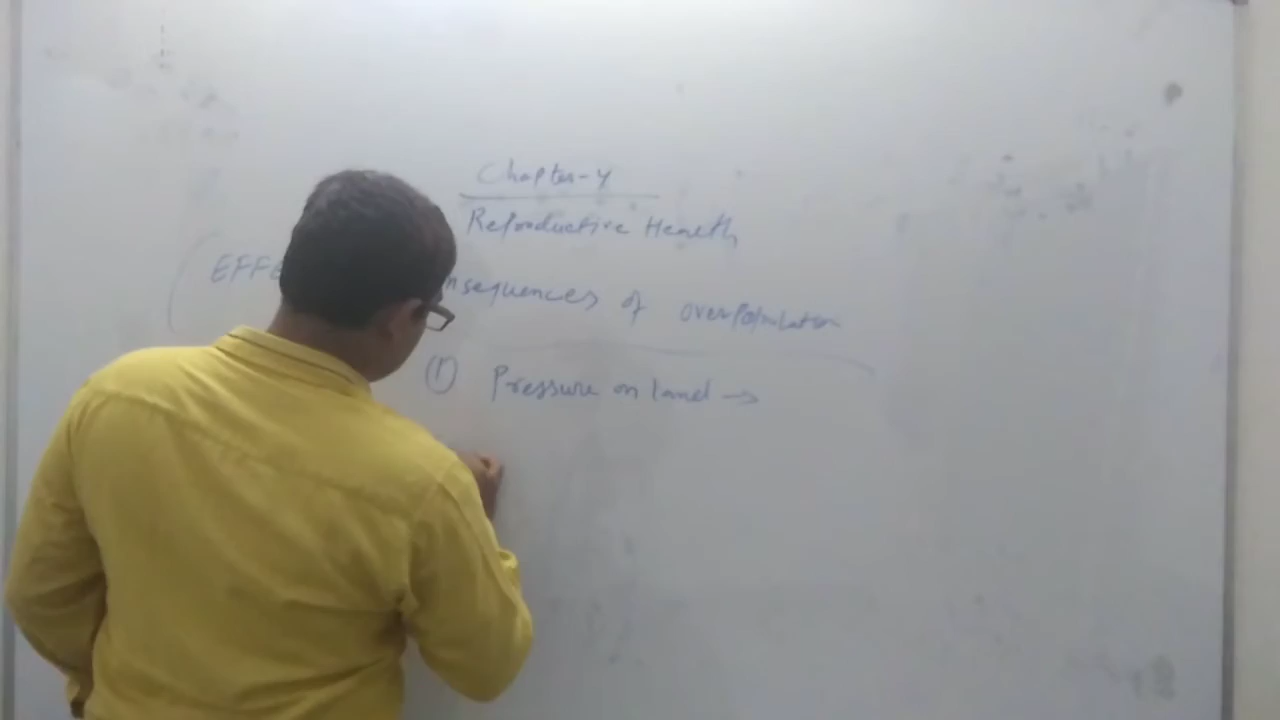 Chapter-4
Reproductive Health
EFFE nsequences of overpopulation
(1) Pressure on land →